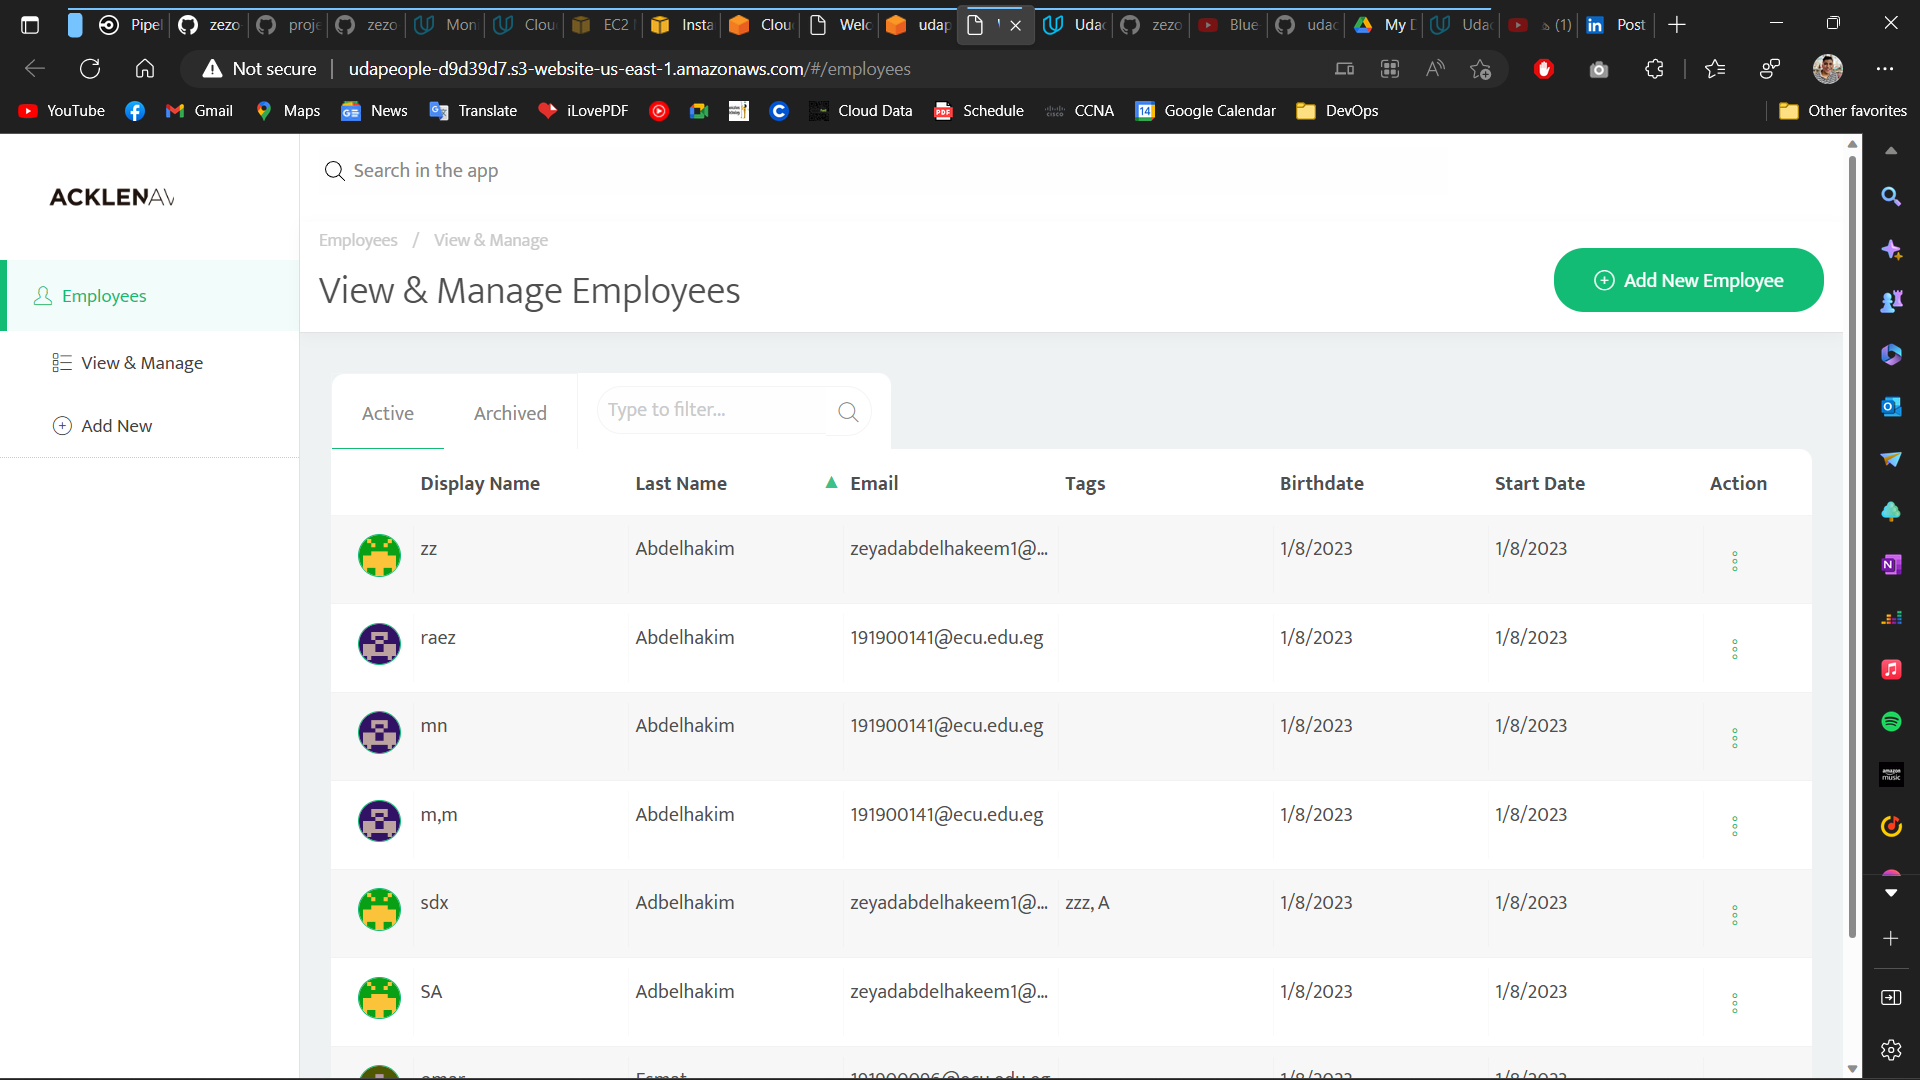 Pipel zezo proje zezo Mon Clou EC2 Insta Clou Welc udap Udac zezo Blue udac My D Udac (1) Post
Not secure udapeople-d9d39d7.s3-website-us-east-1.amazonaws.com/#/employees
YouTube Gmail Maps News Translate iLovePDF Cloud Data Schedule CCNA Google Calendar DevOps Other favorites
ACKLENAV
Search in the app
Employees / View & Manage
View & Manage Employees
Add New Employee
Employees
View & Manage
Add New
Active Archived Type to filter...
Display Name Last Name Email Tags Birthdate Start Date Action
zz Abdelhakim zeyadabdelhakeem1@... 1/8/2023 1/8/2023
raez Abdelhakim 191900141@ecu.edu.eg 1/8/2023 1/8/2023
mn Abdelhakim 191900141@ecu.edu.eg 1/8/2023 1/8/2023
m,m Abdelhakim 191900141@ecu.edu.eg 1/8/2023 1/8/2023
sdx Adbelhakim zeyadabdelhakeem1@... zzz, A 1/8/2023 1/8/2023
SA Adbelhakim zeyadabdelhakeem1@... 1/8/2023 1/8/2023